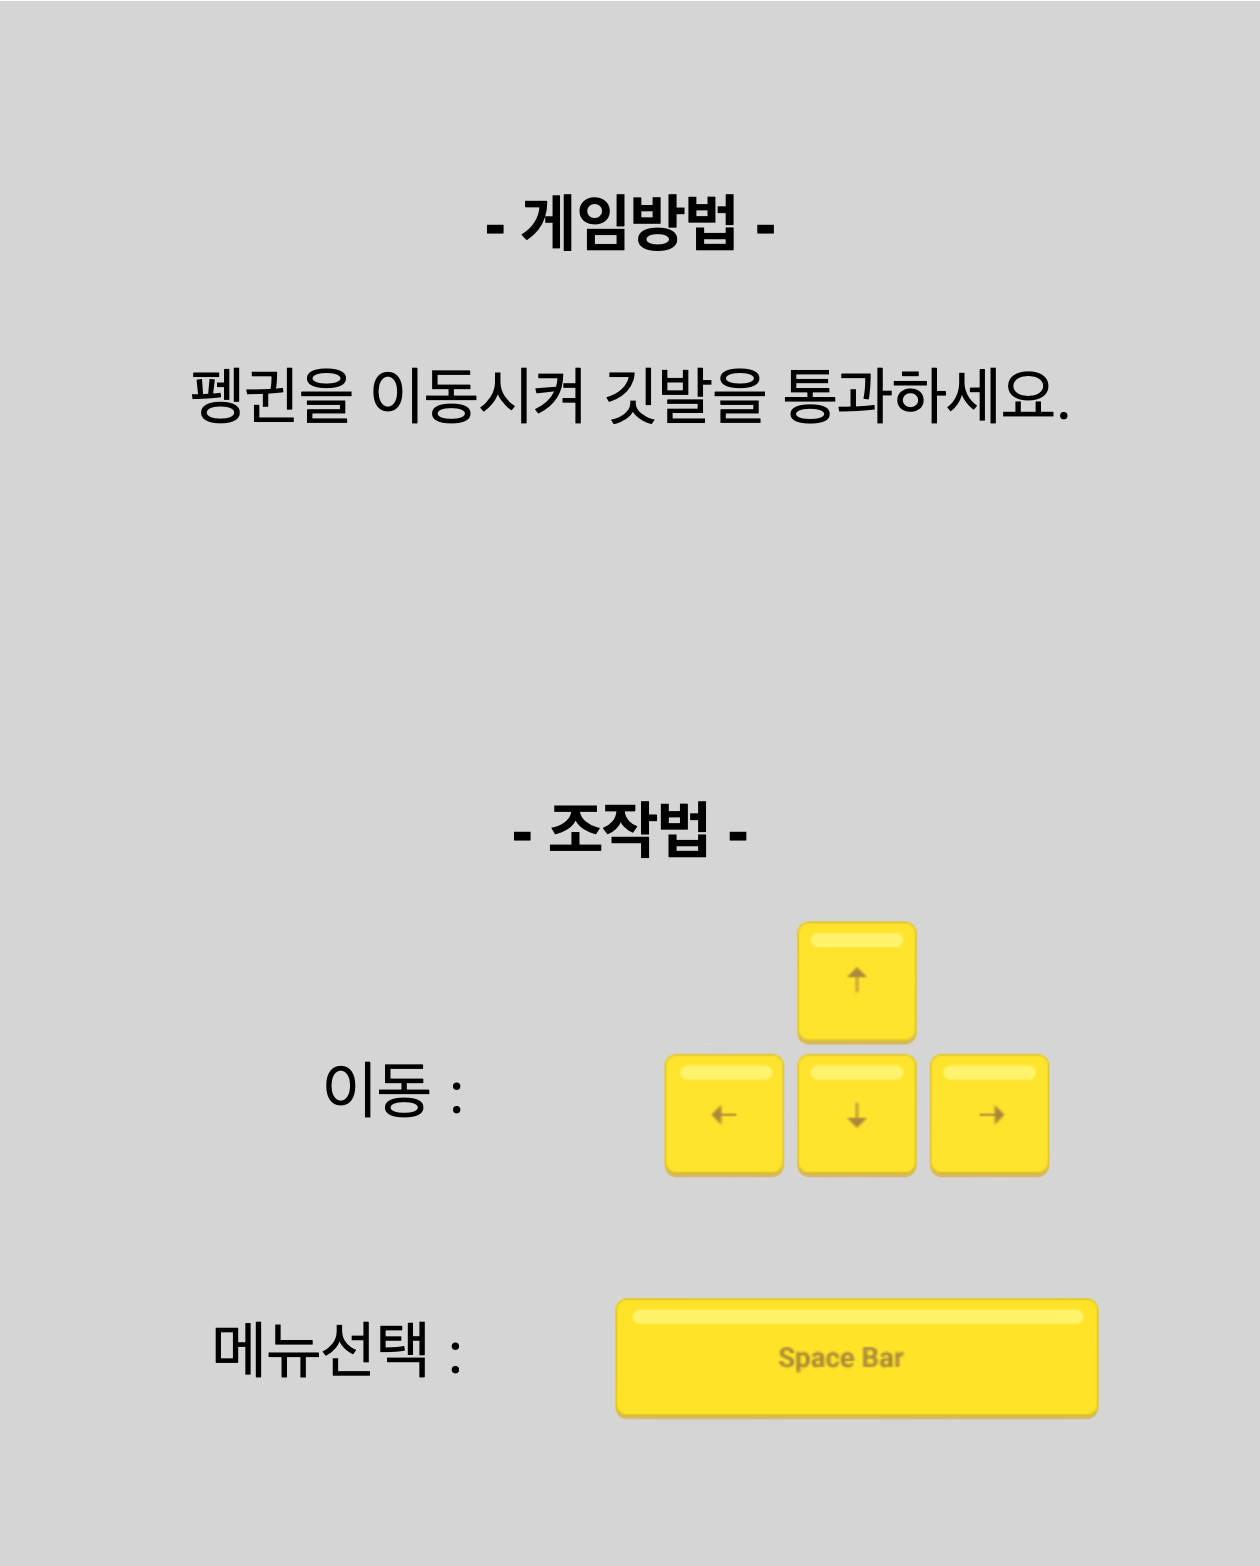 - 게임방법 -
펭귄을 이동시켜 깃발을 통과하세요.
- 조작법 -
↑
이동 :
← ↓ →
메뉴선택 :
Space Bar